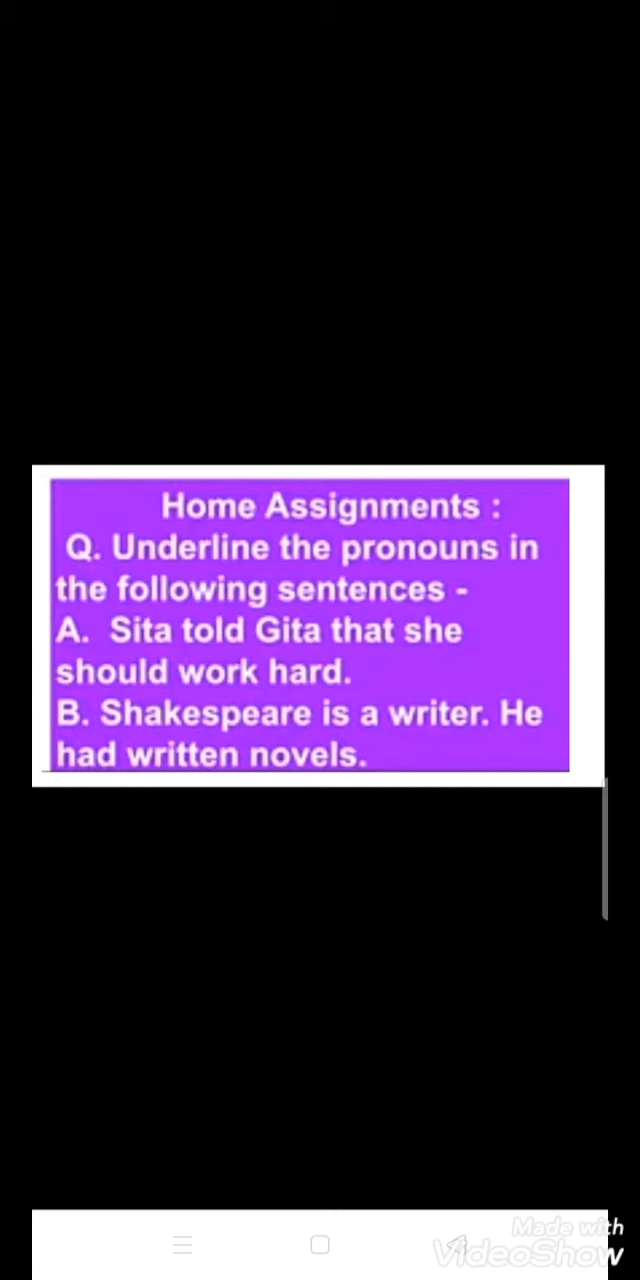 Home Assignments :
Q. Underline the pronouns in
the following sentences -
A. Sita told Gita that she
should work hard.
B. Shakespeare is a writer. He
had written novels.
Made with
VideoShow